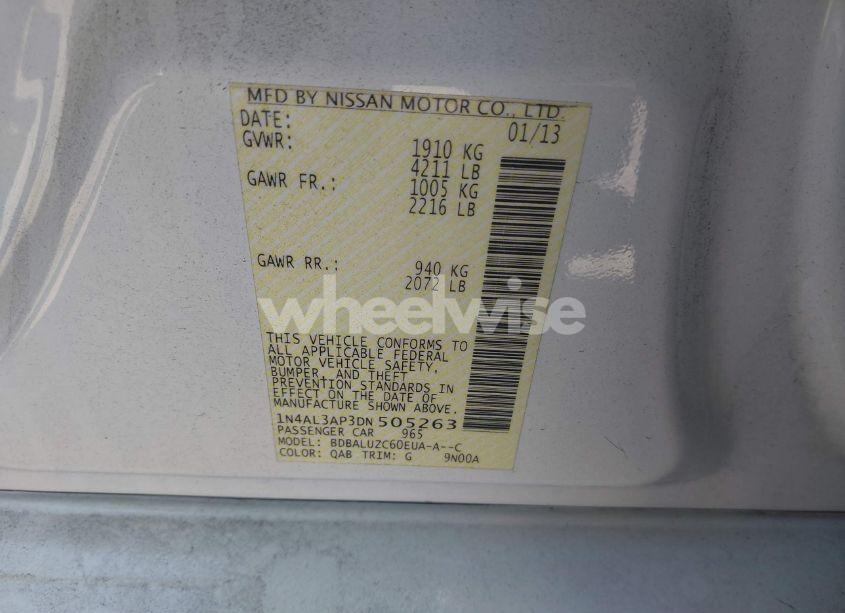 MFD BY NISSAN MOTOR CO., LTD.
DATE: 01/13
GVWR: 1910 KG
4211 LB
GAWR FR.: 1005 KG
2216 LB
GAWR RR.: 940 KG
2072 LB
wheelwise
THIS VEHICLE CONFORMS TO
ALL APPLICABLE FEDERAL
MOTOR VEHICLE SAFETY,
BUMPER, AND THEFT
PREVENTION STANDARDS IN
EFFECT ON THE DATE OF
MANUFACTURE SHOWN ABOVE.
1N4AL3AP3DN505263
PASSENGER CAR 965
MODEL: BDBALUZC60EUA-A--C
COLOR: QAB TRIM: G 9N00A